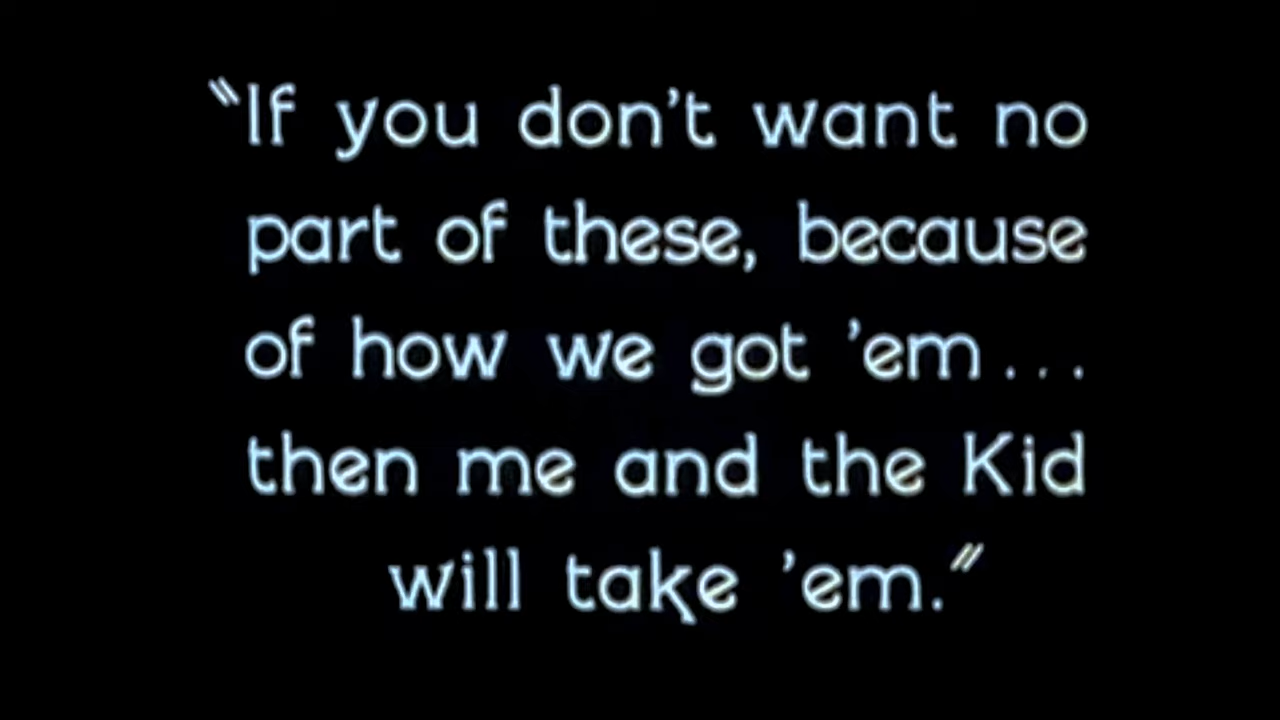 "If you don't want no
part of these, because
of how we got 'em...
then me and the Kid
will take 'em."